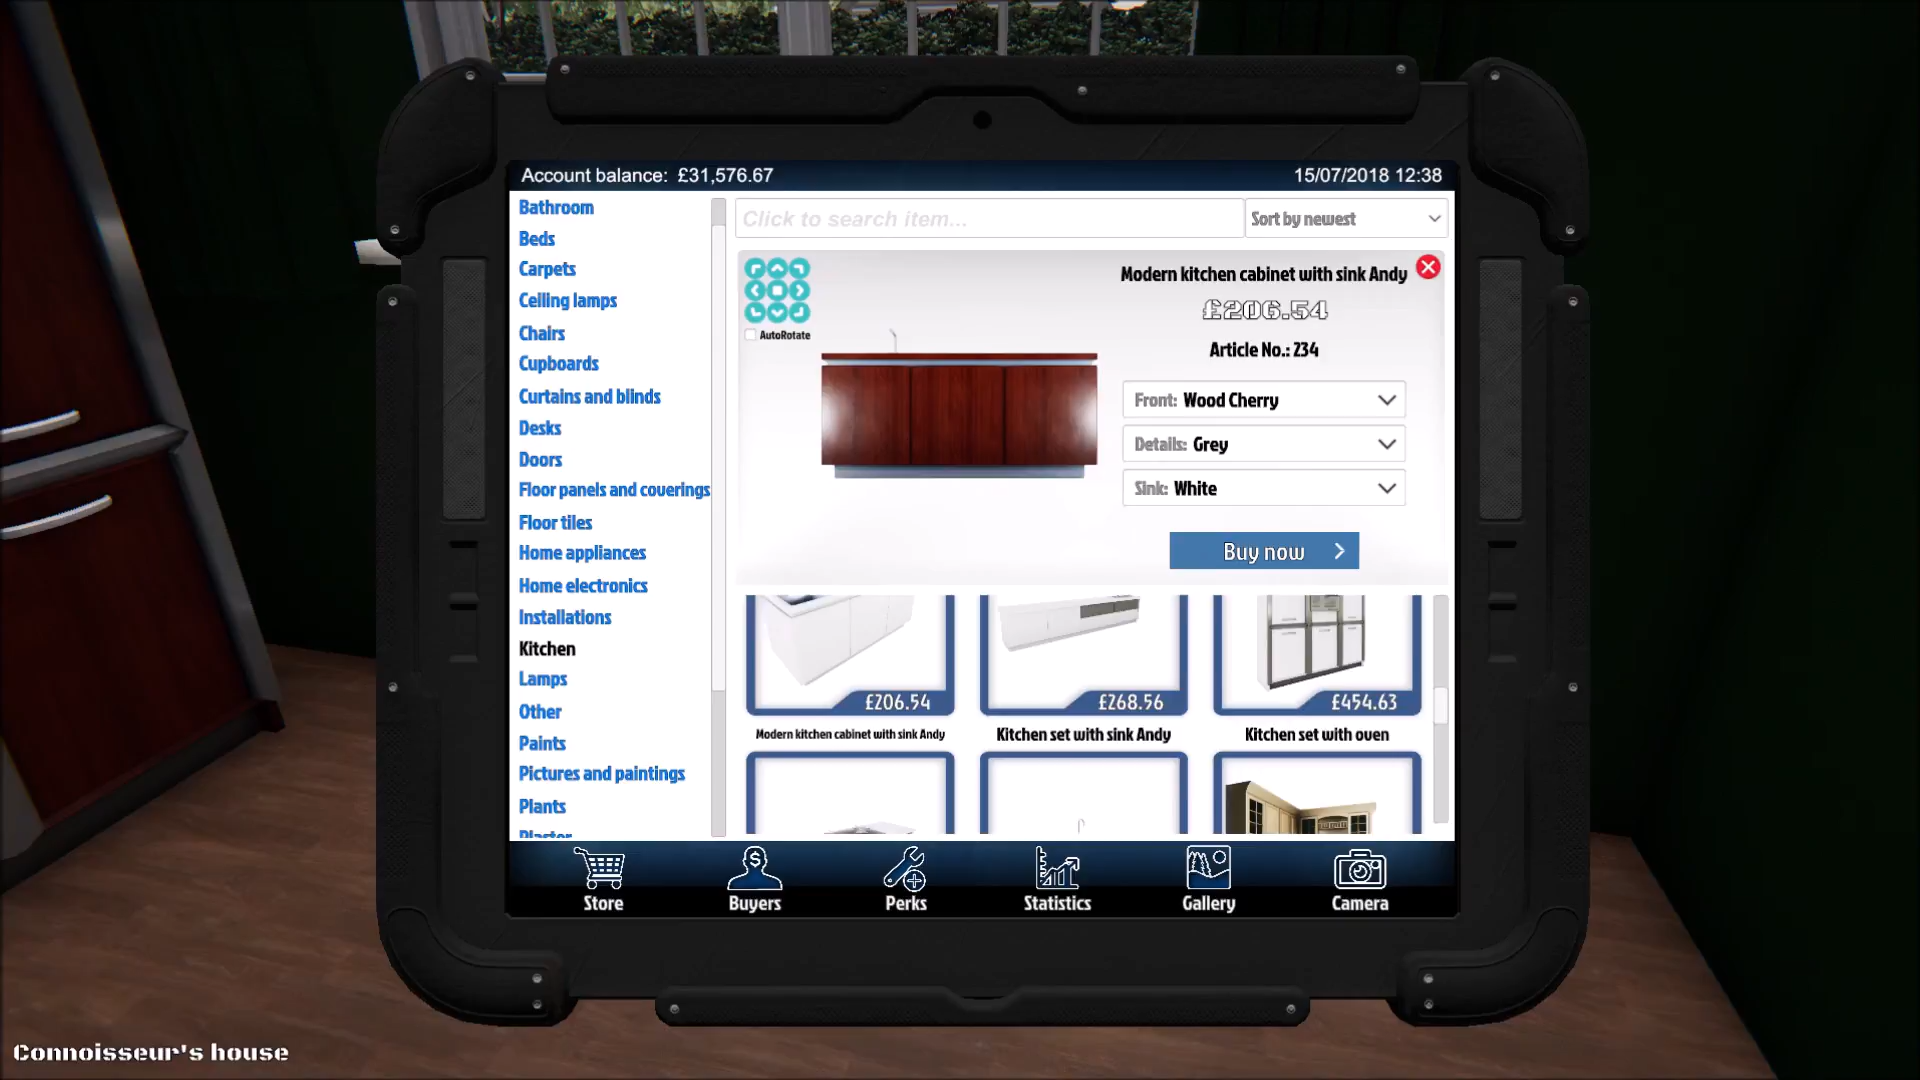 Account balance: £31,576.67
15/07/2018 12:38
Bathroom
Beds
Carpets
Ceiling lamps
Chairs
Cupboards
Curtains and blinds
Desks
Doors
Floor panels and coverings
Floor tiles
Home appliances
Home electronics
Installations
Kitchen
Lamps
Other
Paints
Pictures and paintings
Plants
Plaster
Click to search item...
Sort by newest
AutoRotate
Modern kitchen cabinet with sink Andy
£206.54
Article No.: 234
Front: Wood Cherry
Details: Grey
Sink: White
Buy now
£206.54
£268.56
£454.63
Modern kitchen cabinet with sink Andy
Kitchen set with sink Andy
Kitchen set with oven
Store
Buyers
Perks
Statistics
Gallery
Camera
Connoisseur's house